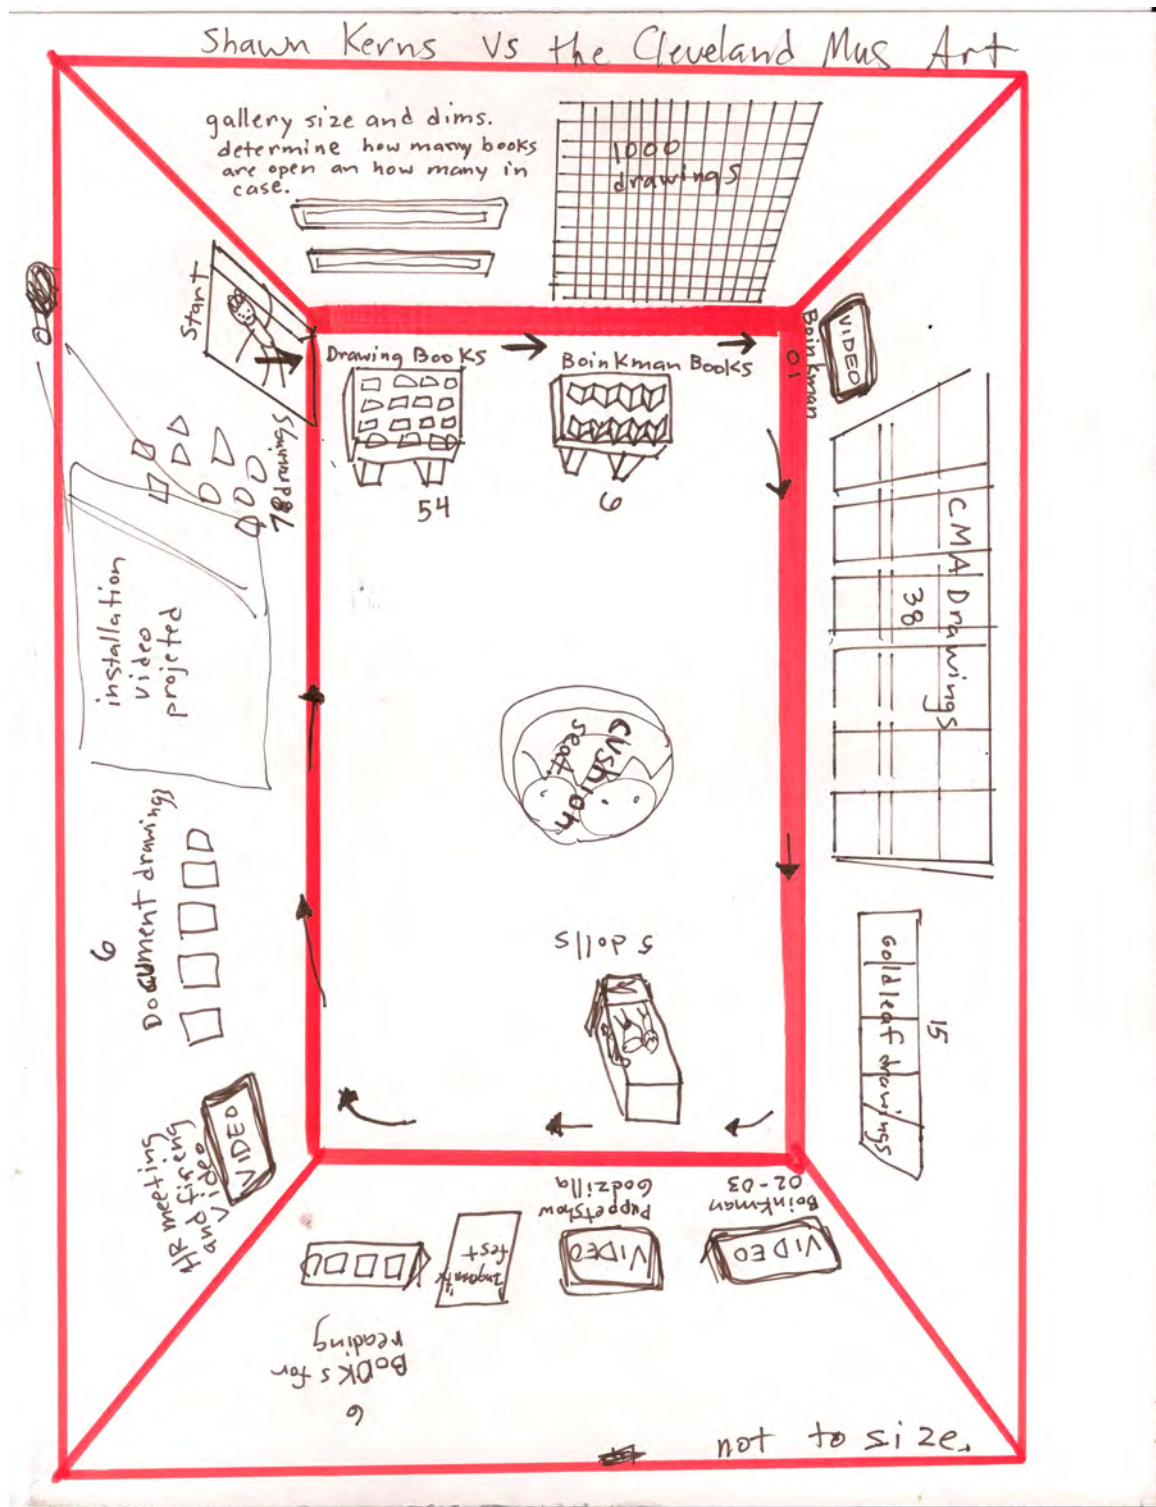 Shawn Kerns Vs the Cleveland Mus Art
gallery size and dims.
determine how many books
are open an how many in
case.
1000
drawings
Start
Drawing Books
54
Boinkman Books
6
Boinkman
01
VIDEO
CMA Drawings
38
Goldleaf drawings
15
cushion
seat
5 dolls
Boinkman
02-03
VIDEO
Puppetshow
Godzilla
VIDEO
test
BOOKs for
reading
6
HR meeting
and fireing
video
VIDEO
Document drawings
6
installation
video
projeted
78 drawings
not to size.